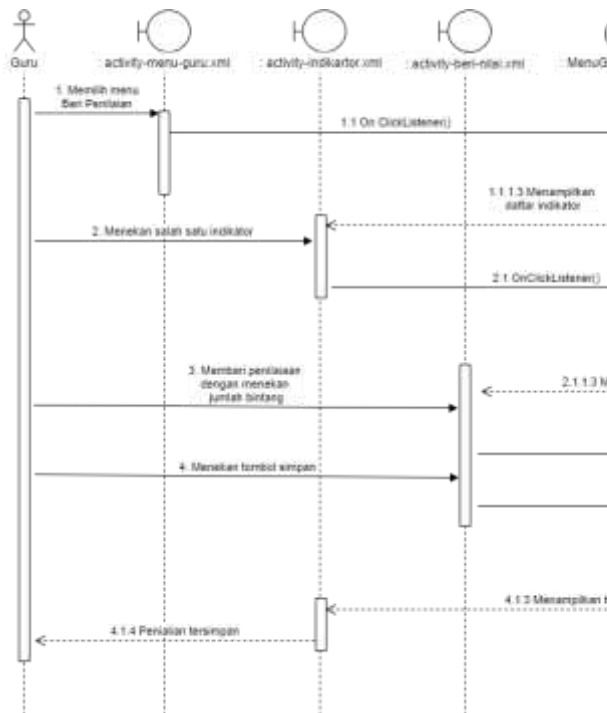 Guru
: activity-menu-guru.xml
: activity-indikartor.xml
: activity-beri-nilai.xml
: MenuG
1. Memilih menu
Beri Penilaian
1.1 On ClickListener()
1.1.1.3 Menampilkan
daftar indikator
2. Menekan salah satu indikator
2.1 OnClickListener()
3. Memberi penilaian
dengan menekan
jumlah bintang
2.1.1.3 M
4. Menekan tombol simpan
4.1.3 Menampilkan
4.1.4 Penilaian tersimpan